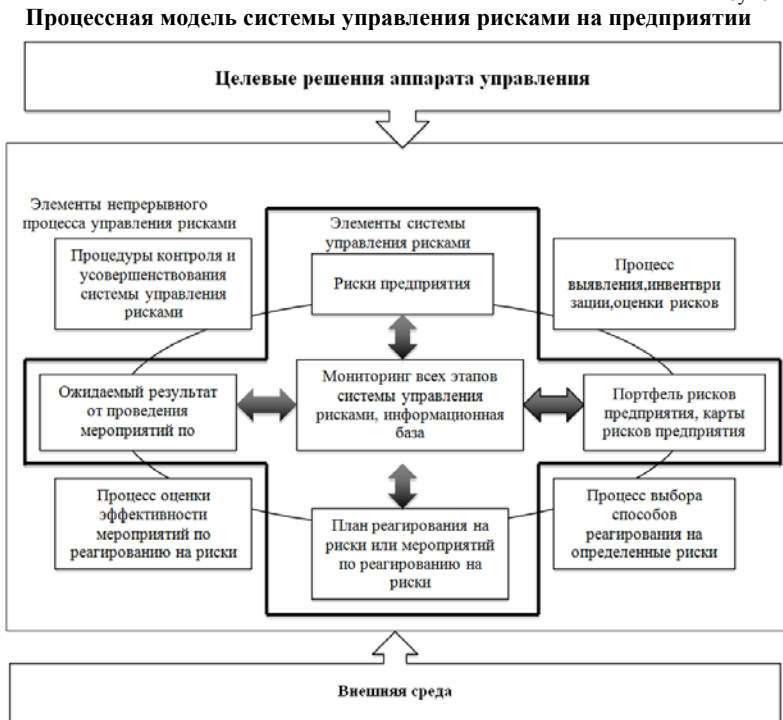 Процессная модель системы управления рисками на предприятии
Целевые решения аппарата управления
Элементы непрерывного
процесса управления рисками
Элементы системы
управления рисками
Процедуры контроля и
усовершенствования
системы управления
рисками
Риски предприятия
Процесс
выявления,инвентври
зации,оценки рисков
Ожидаемый результат
от проведения
мероприятий по
Мониторинг всех этапов
системы управления
рисками, информационная
база
Портфель рисков
предприятия, карты
рисков предприятия
Процесс оценки
эффективности
мероприятий по
реагированию на риски
План реагирования на
риски или мероприятий
по реагированию на
риски
Процесс выбора
способов
реагирования на
определенные риски
Внешняя среда